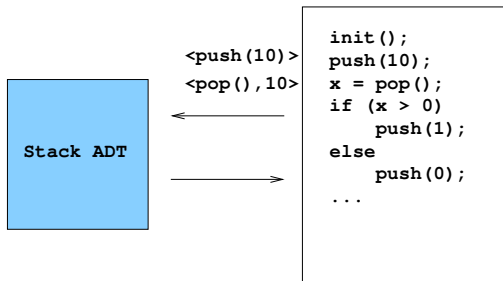 <push(10)>
<pop(),10>
Stack ADT
init();
push(10);
x = pop();
if (x > 0)
    push(1);
else
    push(0);
...